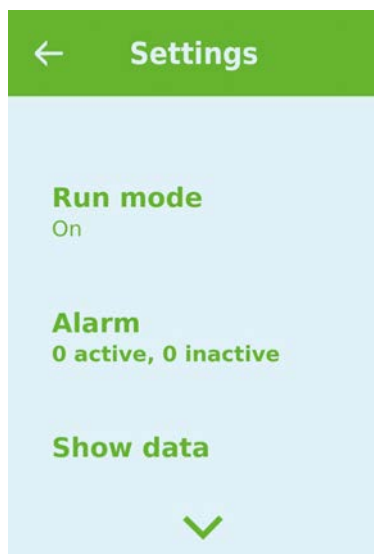 Settings
Run mode
On
Alarm
0 active, 0 inactive
Show data